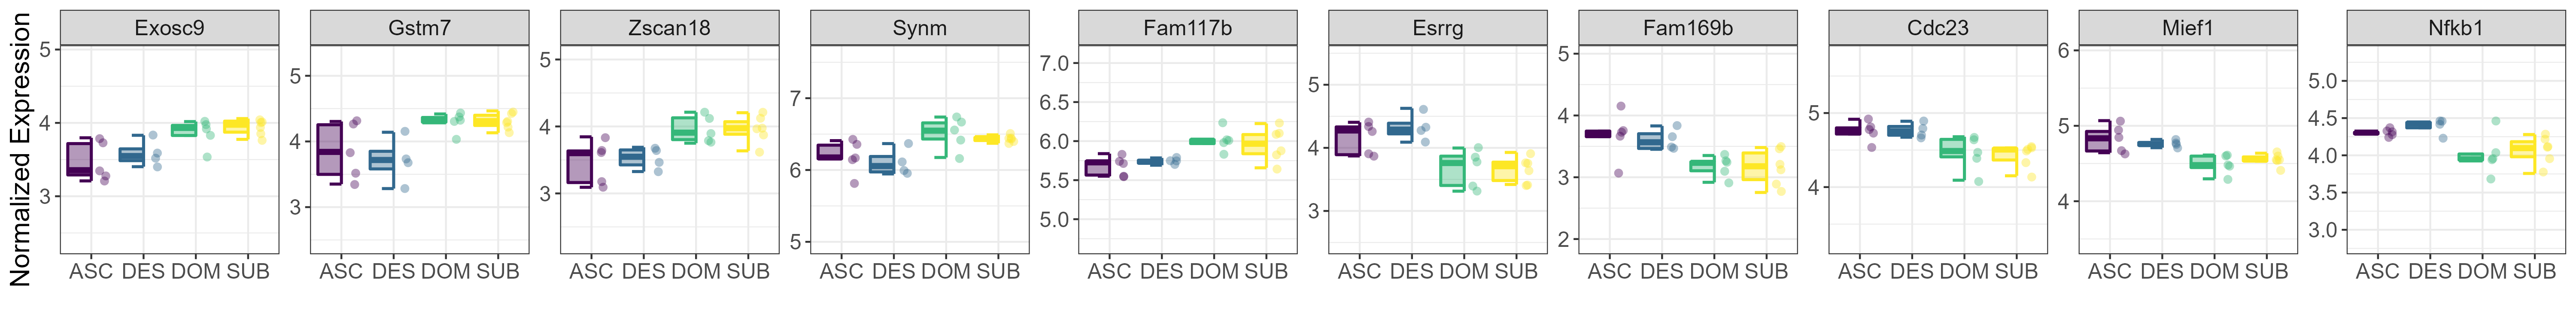 Normalized Expression
Exosc9 Gstm7 Zscan18 Synm Fam117b Esrrg Fam169b Cdc23 Mief1 Nfkb1
5 4 3
5 4 3
5 4 3
7 6 5
7.0 6.5 6.0 5.5 5.0
5 4 3
5 4 3 2
5 4
6 5 4
5.0 4.5 4.0 3.5 3.0
ASC DES DOM SUB ASC DES DOM SUB ASC DES DOM SUB ASC DES DOM SUB ASC DES DOM SUB ASC DES DOM SUB ASC DES DOM SUB ASC DES DOM SUB ASC DES DOM SUB ASC DES DOM SUB